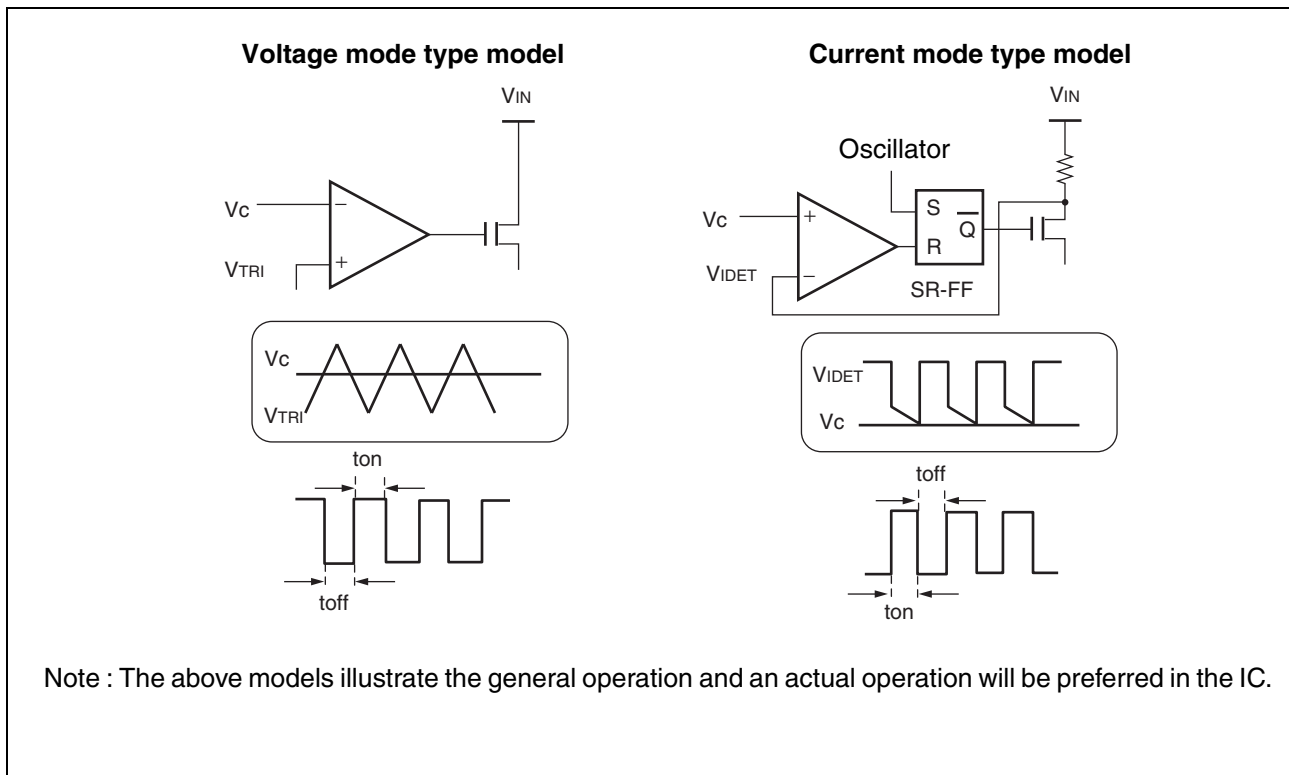 Voltage mode type model
VIN
Vc
−
VTRI
+
Vc
VTRI
ton
toff
Current mode type model
VIN
Oscillator
Vc
+
S
Q
R
VIDET
−
SR-FF
VIDET
Vc
toff
ton
Note : The above models illustrate the general operation and an actual operation will be preferred in the IC.